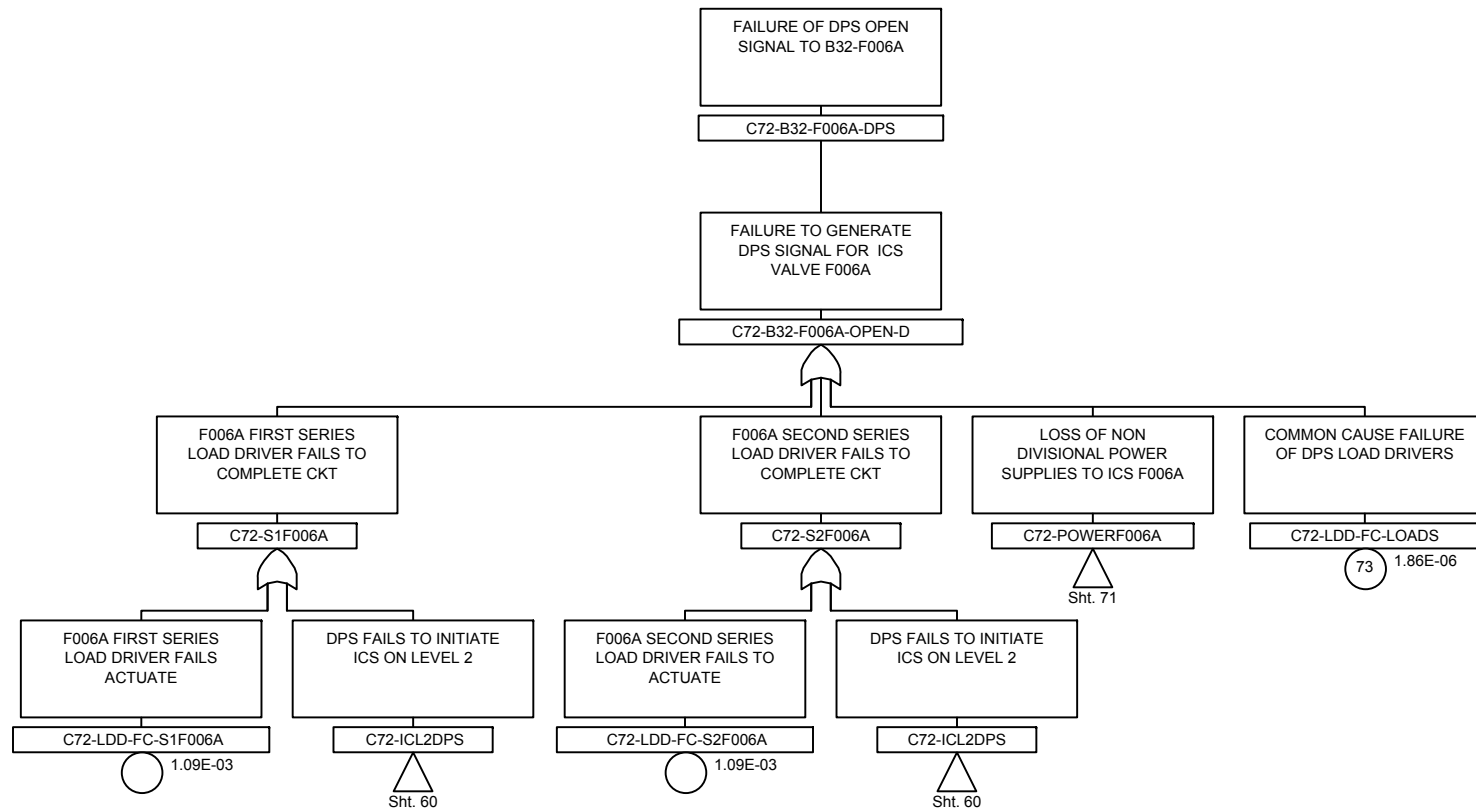 FAILURE OF DPS OPEN
SIGNAL TO B32-F006A
C72-B32-F006A-DPS
FAILURE TO GENERATE
DPS SIGNAL FOR ICS
VALVE F006A
C72-B32-F006A-OPEN-D
F006A FIRST SERIES
LOAD DRIVER FAILS TO
COMPLETE CKT
C72-S1F006A
F006A SECOND SERIES
LOAD DRIVER FAILS TO
COMPLETE CKT
C72-S2F006A
LOSS OF NON
DIVISIONAL POWER
SUPPLIES TO ICS F006A
C72-POWERF006A
Sht. 71
COMMON CAUSE FAILURE
OF DPS LOAD DRIVERS
C72-LDD-FC-LOADS
73
1.86E-06
F006A FIRST SERIES
LOAD DRIVER FAILS
ACTUATE
C72-LDD-FC-S1F006A
1.09E-03
DPS FAILS TO INITIATE
ICS ON LEVEL 2
C72-ICL2DPS
Sht. 60
F006A SECOND SERIES
LOAD DRIVER FAILS TO
ACTUATE
C72-LDD-FC-S2F006A
1.09E-03
DPS FAILS TO INITIATE
ICS ON LEVEL 2
C72-ICL2DPS
Sht. 60